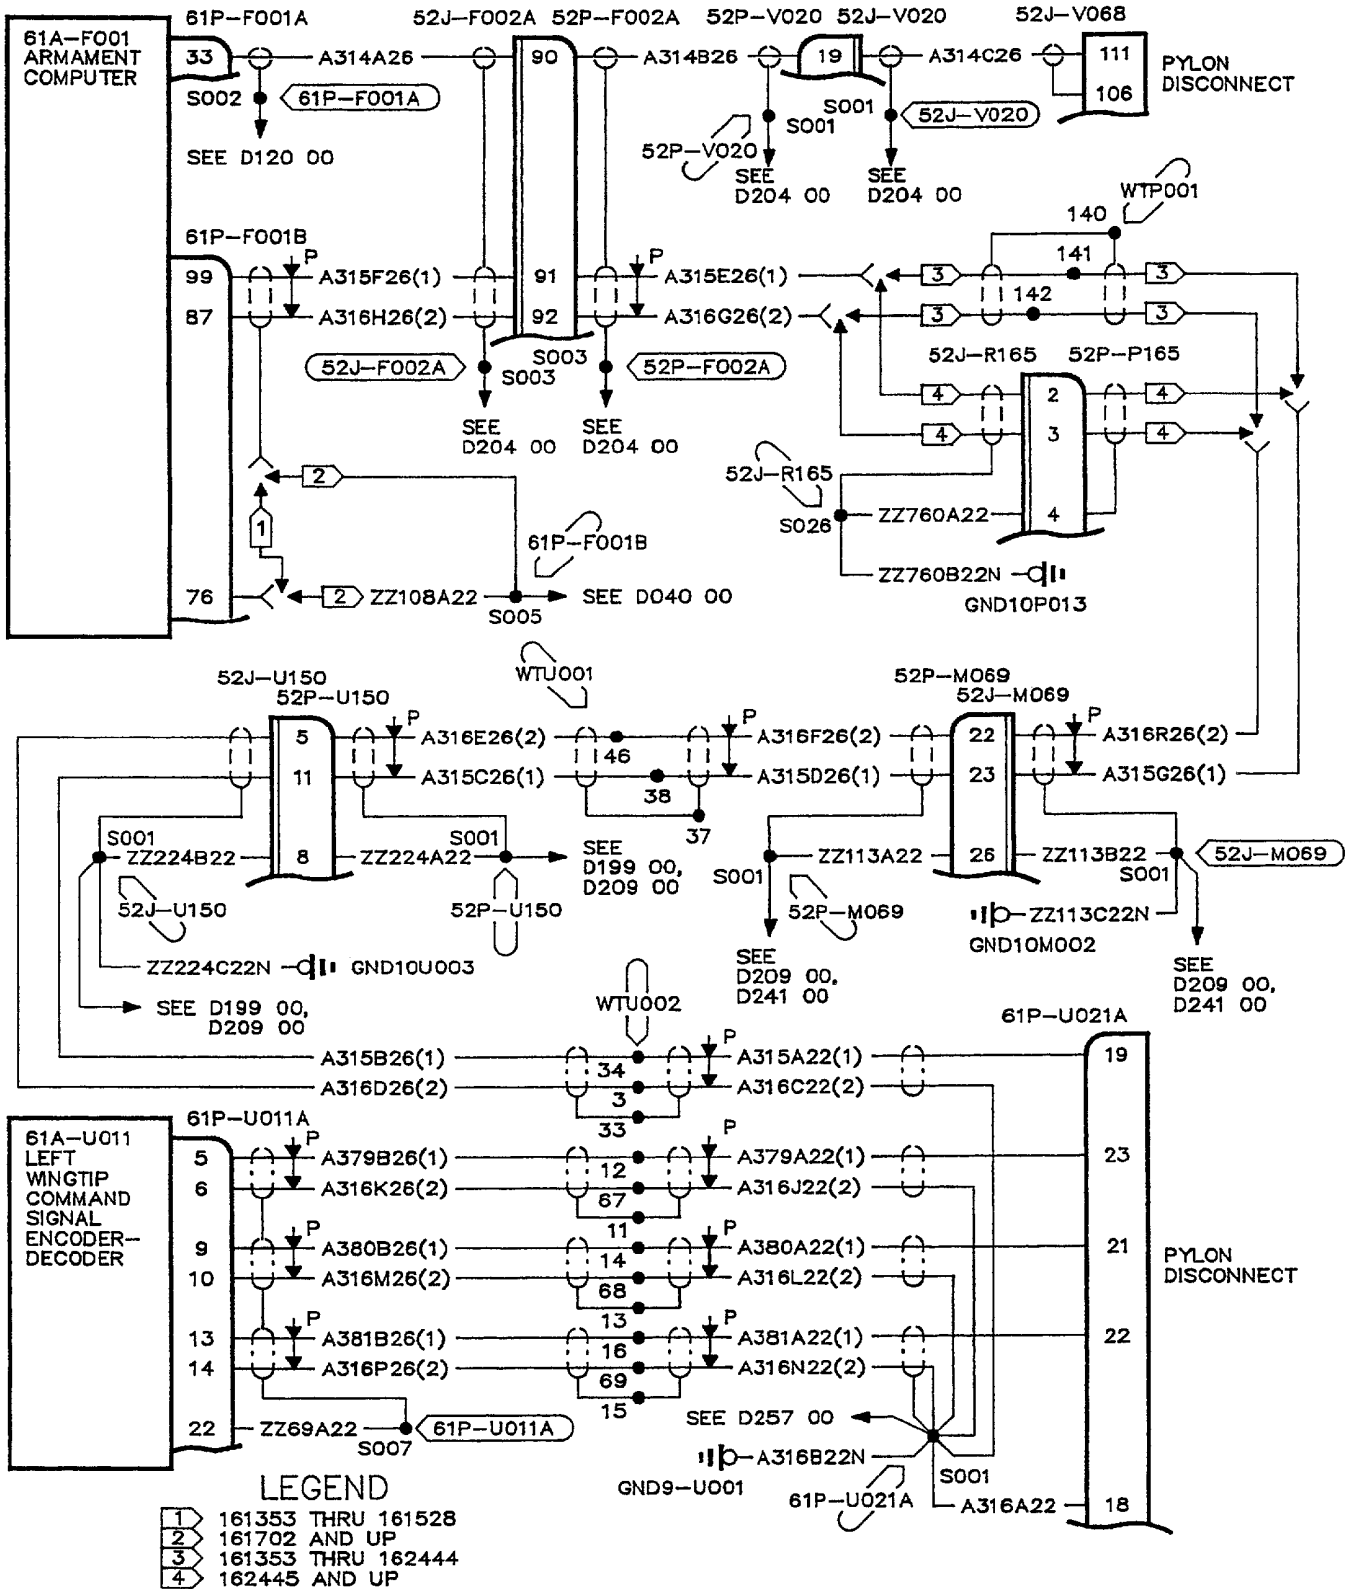 61P-F001A
52J-F002A
52P-F002A
52P-V020
52J-V020
52J-V068
61A-F001
ARMAMENT
COMPUTER
33
A314A26
90
A314B26
19
A314C26
111
106
PYLON
DISCONNECT
S002
61P-F001A
SEE D120 00
52P-V020
S001
S001
52J-V020
SEE
D204 00
SEE
D204 00
WTP001
140
141
142
61P-F001B
99
P
A315F26(1)
91
P
A315E26(1)
3
3
87
A316H26(2)
92
A316G26(2)
3
3
52J-F002A
S003
S003
52P-F002A
SEE
D204 00
SEE
D204 00
52J-R165
52P-P165
4
2
4
4
3
4
52J-R165
S026
ZZ760A22
4
ZZ760B22N
GND10P013
2
1
61P-F001B
76
2
ZZ108A22
S005
SEE D040 00
52J-U150
52P-U150
WTU001
52P-M069
52J-M069
5
P
A316E26(2)
46
P
A316F26(2)
22
P
A316R26(2)
11
A315C26(1)
38
A315D26(1)
23
A315G26(1)
37
S001
ZZ224B22
8
ZZ224A22
S001
SEE
D199 00,
D209 00
52J-U150
52P-U150
S001
ZZ113A22
26
ZZ113B22
S001
52J-M069
52P-M069
ZZ113C22N
GND10M002
ZZ224C22N
GND10U003
SEE D199 00,
D209 00
SEE
D209 00,
D241 00
SEE
D209 00,
D241 00
WTU002
61P-U021A
A315B26(1)
34
P
A315A22(1)
19
A316D26(2)
3
A316C22(2)
33
61P-U011A
61A-U011
LEFT
WINGTIP
COMMAND
SIGNAL
ENCODER-
DECODER
5
P
A379B26(1)
12
P
A379A22(1)
23
6
A316K26(2)
67
A316J22(2)
11
9
P
A380B26(1)
14
P
A380A22(1)
21
10
A316M26(2)
68
A316L22(2)
13
PYLON
DISCONNECT
13
P
A381B26(1)
16
P
A381A22(1)
22
14
A316P26(2)
69
A316N22(2)
15
22
ZZ69A22
S007
61P-U011A
SEE D257 00
A316B22N
GND9-U001
S001
61P-U021A
A316A22
18
LEGEND
1 161353 THRU 161528
2 161702 AND UP
3 161353 THRU 162444
4 162445 AND UP